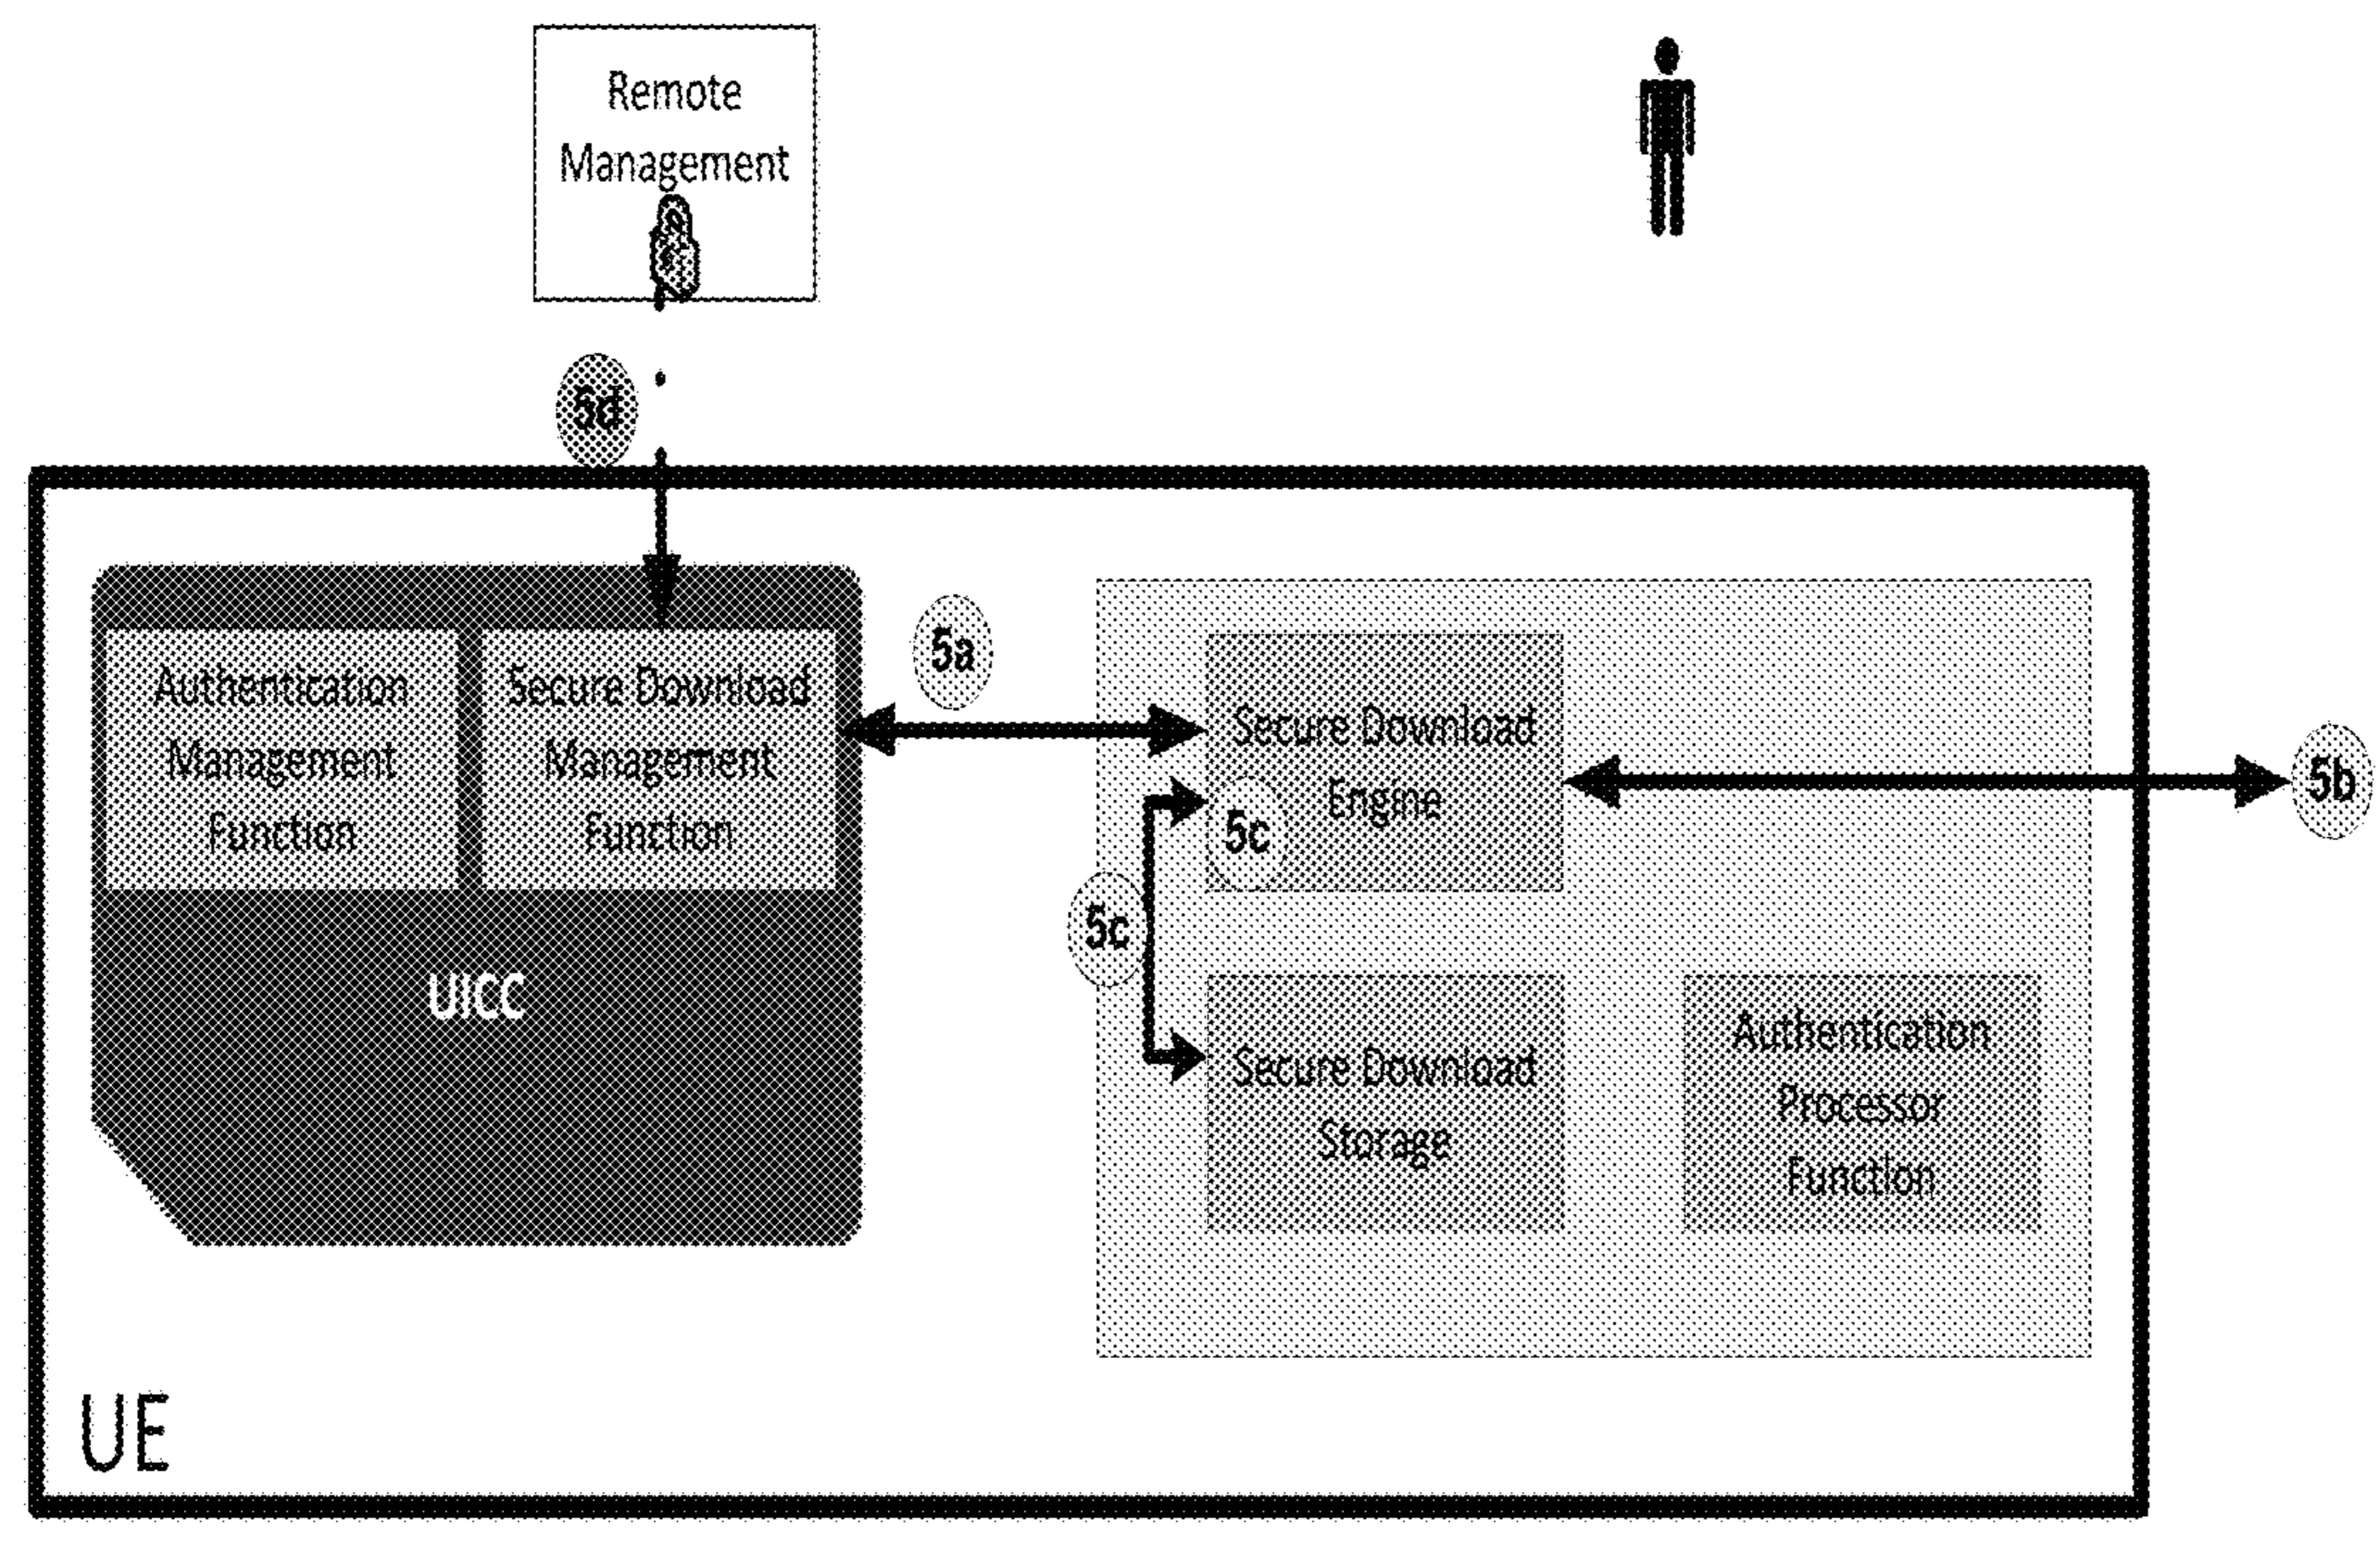 Remote
Management
5d
Authentication
Management
Function
Secure Download
Management
Function
UICC
5a
Secure Download
Engine
5c
5c
5b
Secure Download
Storage
Authentication
Processor
Function
UE